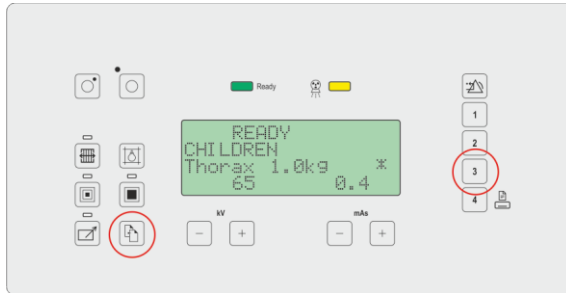 Ready
READY
CHILDREN
Thorax 1.0kg *
65 0.4
kV
mAs
- +
- +
1
2
3
4